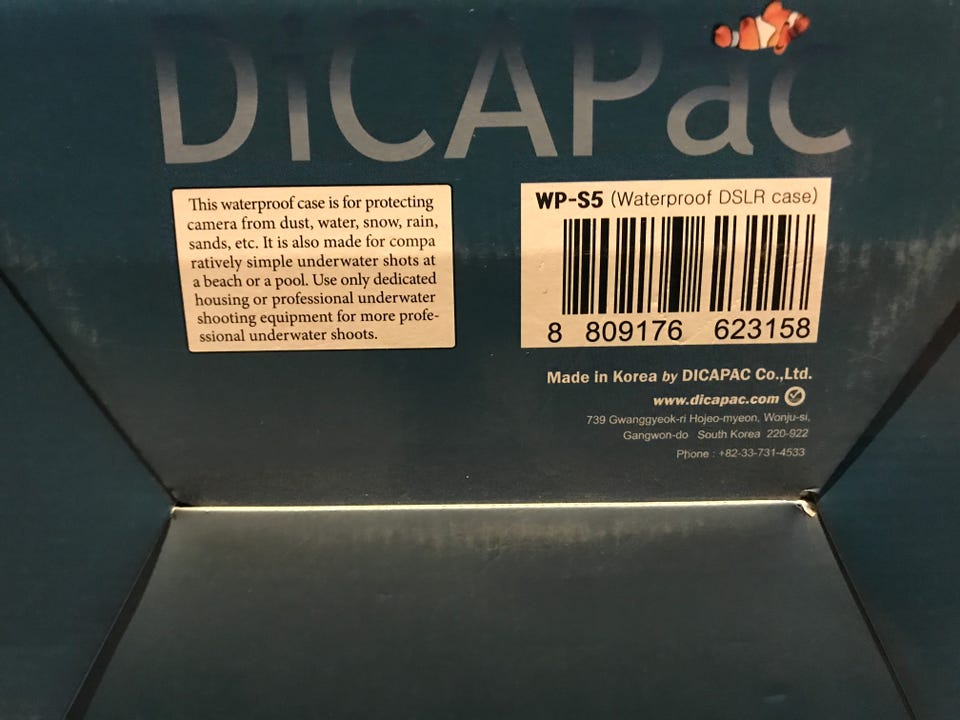 DiCAPac
This waterproof case is for protecting
camera from dust, water, snow, rain,
sands, etc. It is also made for compa
ratively simple underwater shots at
a beach or a pool. Use only dedicated
housing or professional underwater
shooting equipment for more profe-
ssional underwater shoots.
WP-S5 (Waterproof DSLR case)
8 809176 623158
Made in Korea by DICAPAC Co.,Ltd.
www.dicapac.com
739 Gwanggyeok-ri Hojeo-myeon, Wonju-si,
Gangwon-do South Korea 220-922
Phone : +82-33-731-4533